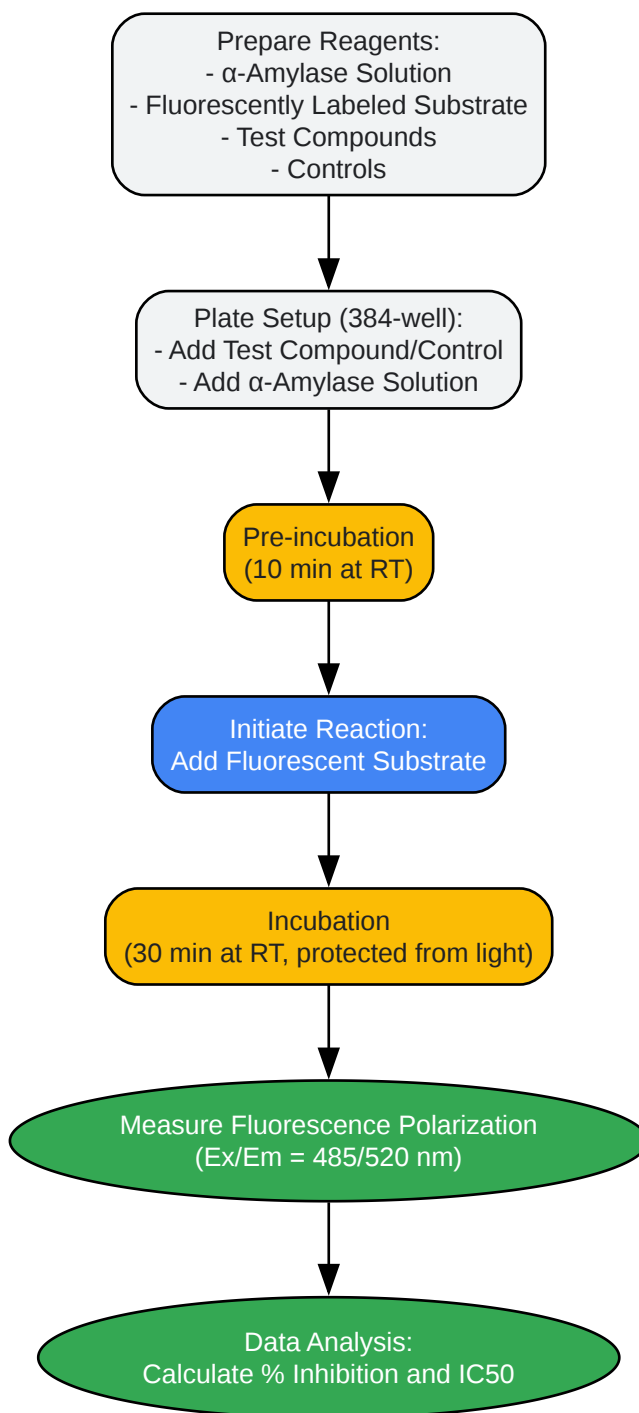 Prepare Reagents:
- α-Amylase Solution
- Fluorescently Labeled Substrate
- Test Compounds
- Controls
Plate Setup (384-well):
- Add Test Compound/Control
- Add α-Amylase Solution
Pre-incubation
(10 min at RT)
Initiate Reaction:
Add Fluorescent Substrate
Incubation
(30 min at RT, protected from light)
Measure Fluorescence Polarization
(Ex/Em = 485/520 nm)
Data Analysis:
Calculate % Inhibition and IC50